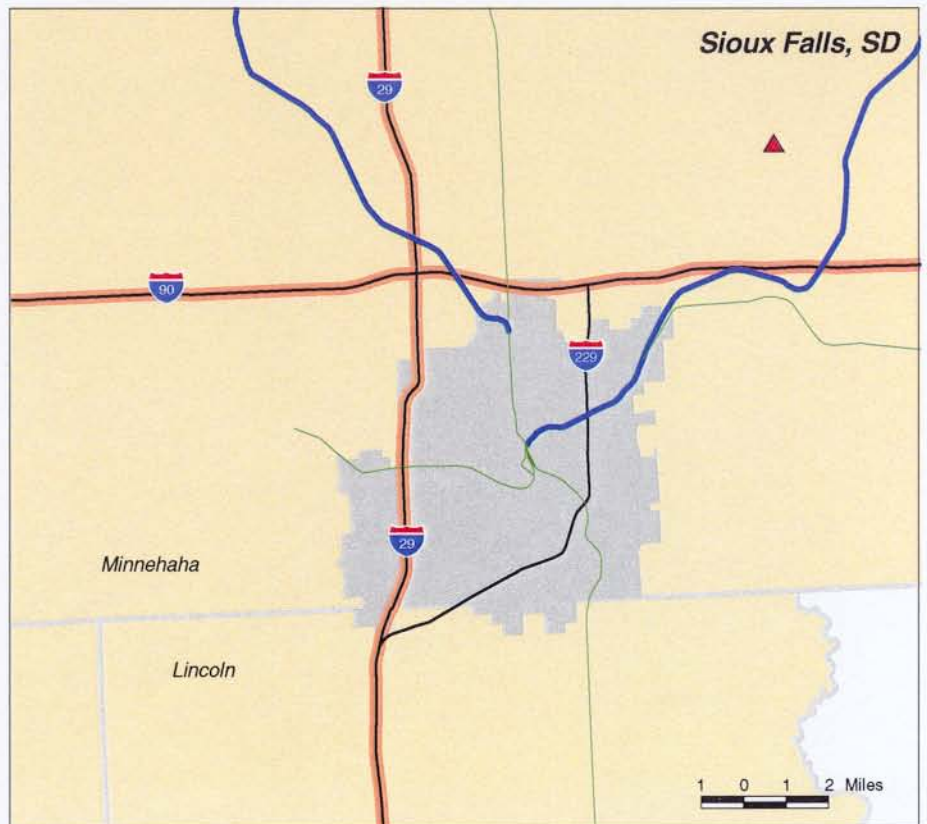 Sioux Falls, SD
29
90
229
29
Minnehaha
Lincoln
1 0 1 2 Miles